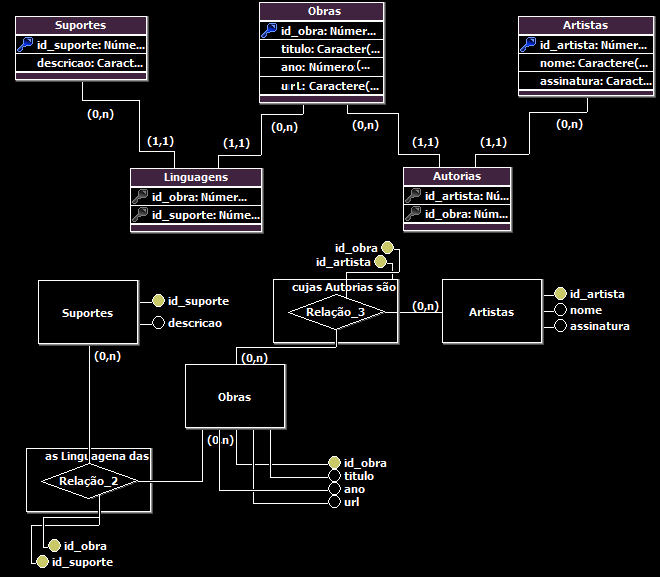 Suportes
id_suporte: Núme...
descricao: Caract...
Obras
id_obra: Númer...
titulo: Caracter(...
ano: Número(...
url: Caractere(...
Artistas
id_artista: Númer...
nome: Caractere(...
assinatura: Caract...
(0,n)
(0,n)
(0,n)
(0,n)
(1,1)
(1,1)
(1,1)
(1,1)
Linguagens
id_obra: Númer...
id_suporte: Núme...
Autorias
id_artista: Nú...
id_obra: Núm...
id_obra
id_artista
cujas Autorias são
Relação_3
(0,n)
Artistas
id_artista
nome
assinatura
Suportes
id_suporte
descricao
(0,n)
(0,n)
Obras
(0,n)
id_obra
titulo
ano
url
as Linguagena das
Relação_2
id_obra
id_suporte